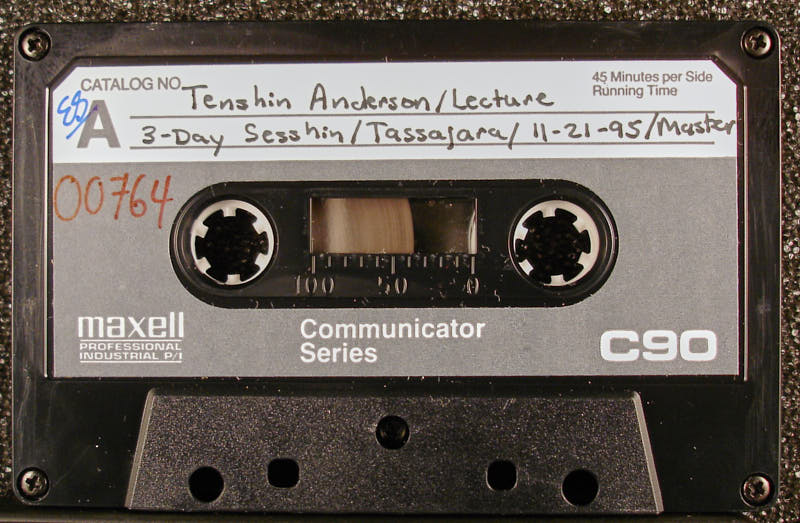 CATALOG NO.
Tenshin Anderson/Lecture
45 Minutes per Side
Running Time
A
3-Day Sesshin/Tassajara/ 11-21-95/Master
00764
100 50 0
maxell
PROFESSIONAL
INDUSTRIAL P/I
Communicator
Series
C90